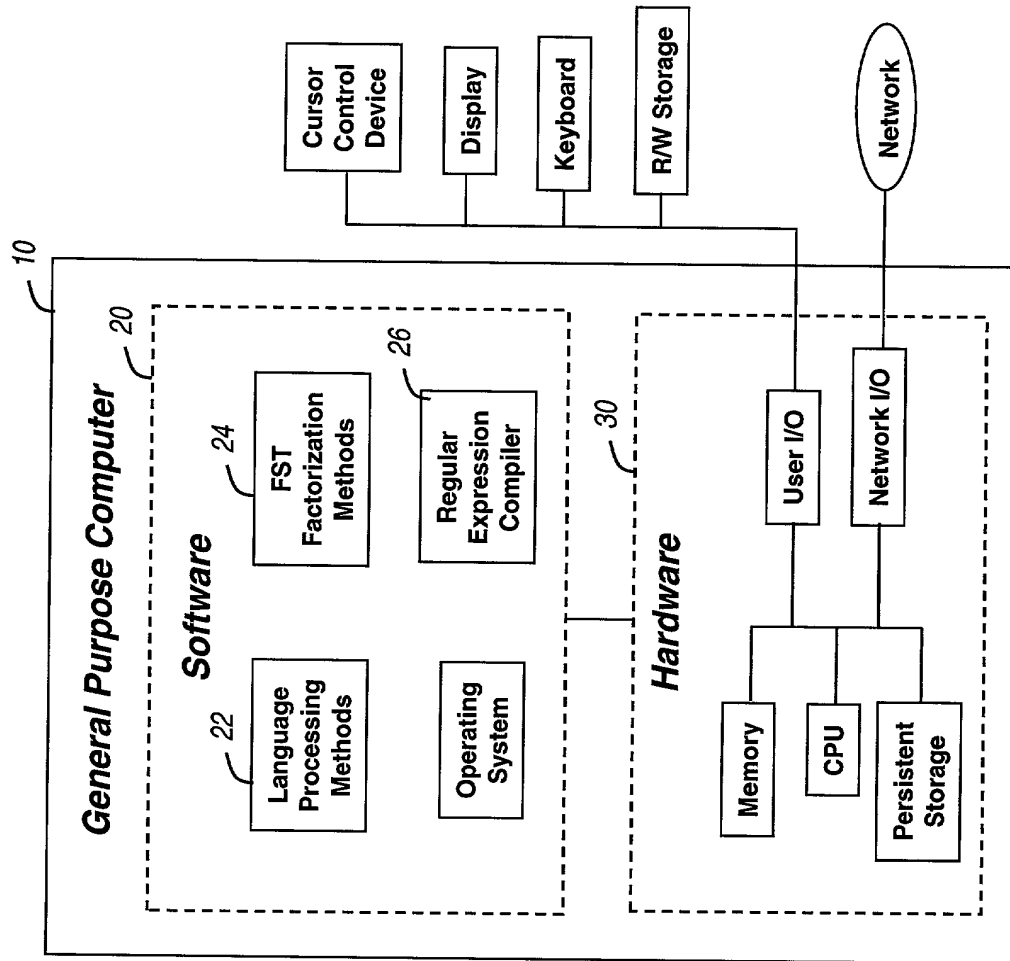 10
General Purpose Computer
20
Software
22
Language
Processing
Methods
24
FST
Factorization
Methods
Operating
System
26
Regular
Expression
Compiler
30
Hardware
Memory
CPU
Persistent
Storage
User I/O
Network I/O
Cursor
Control
Device
Display
Keyboard
R/W Storage
Network